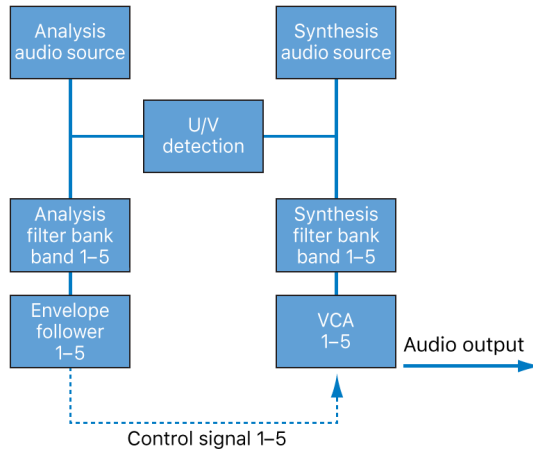 Analysis
audio source
Synthesis
audio source
U/V
detection
Analysis
filter bank
band 1–5
Synthesis
filter bank
band 1–5
Envelope
follower
1–5
VCA
1–5
Audio output
Control signal 1–5